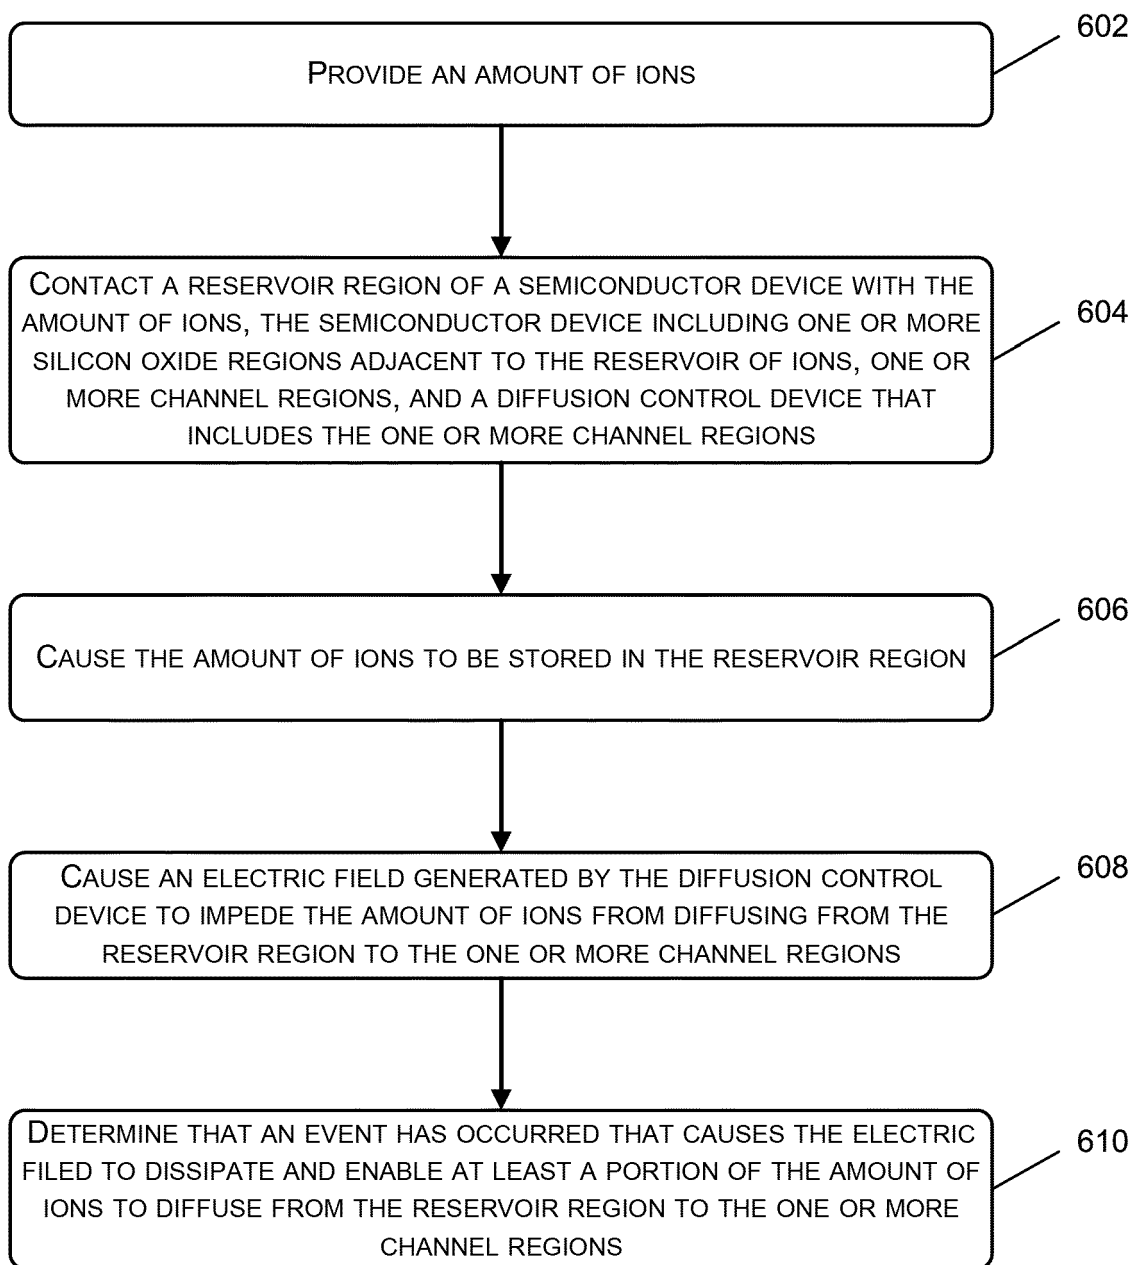 602
PROVIDE AN AMOUNT OF IONS
CONTACT A RESERVOIR REGION OF A SEMICONDUCTOR DEVICE WITH THE
AMOUNT OF IONS, THE SEMICONDUCTOR DEVICE INCLUDING ONE OR MORE
SILICON OXIDE REGIONS ADJACENT TO THE RESERVOIR OF IONS, ONE OR
MORE CHANNEL REGIONS, AND A DIFFUSION CONTROL DEVICE THAT
INCLUDES THE ONE OR MORE CHANNEL REGIONS
604
606
CAUSE THE AMOUNT OF IONS TO BE STORED IN THE RESERVOIR REGION
608
CAUSE AN ELECTRIC FIELD GENERATED BY THE DIFFUSION CONTROL
DEVICE TO IMPEDE THE AMOUNT OF IONS FROM DIFFUSING FROM THE
RESERVOIR REGION TO THE ONE OR MORE CHANNEL REGIONS
DETERMINE THAT AN EVENT HAS OCCURRED THAT CAUSES THE ELECTRIC
FILED TO DISSIPATE AND ENABLE AT LEAST A PORTION OF THE AMOUNT OF
IONS TO DIFFUSE FROM THE RESERVOIR REGION TO THE ONE OR MORE
CHANNEL REGIONS
610